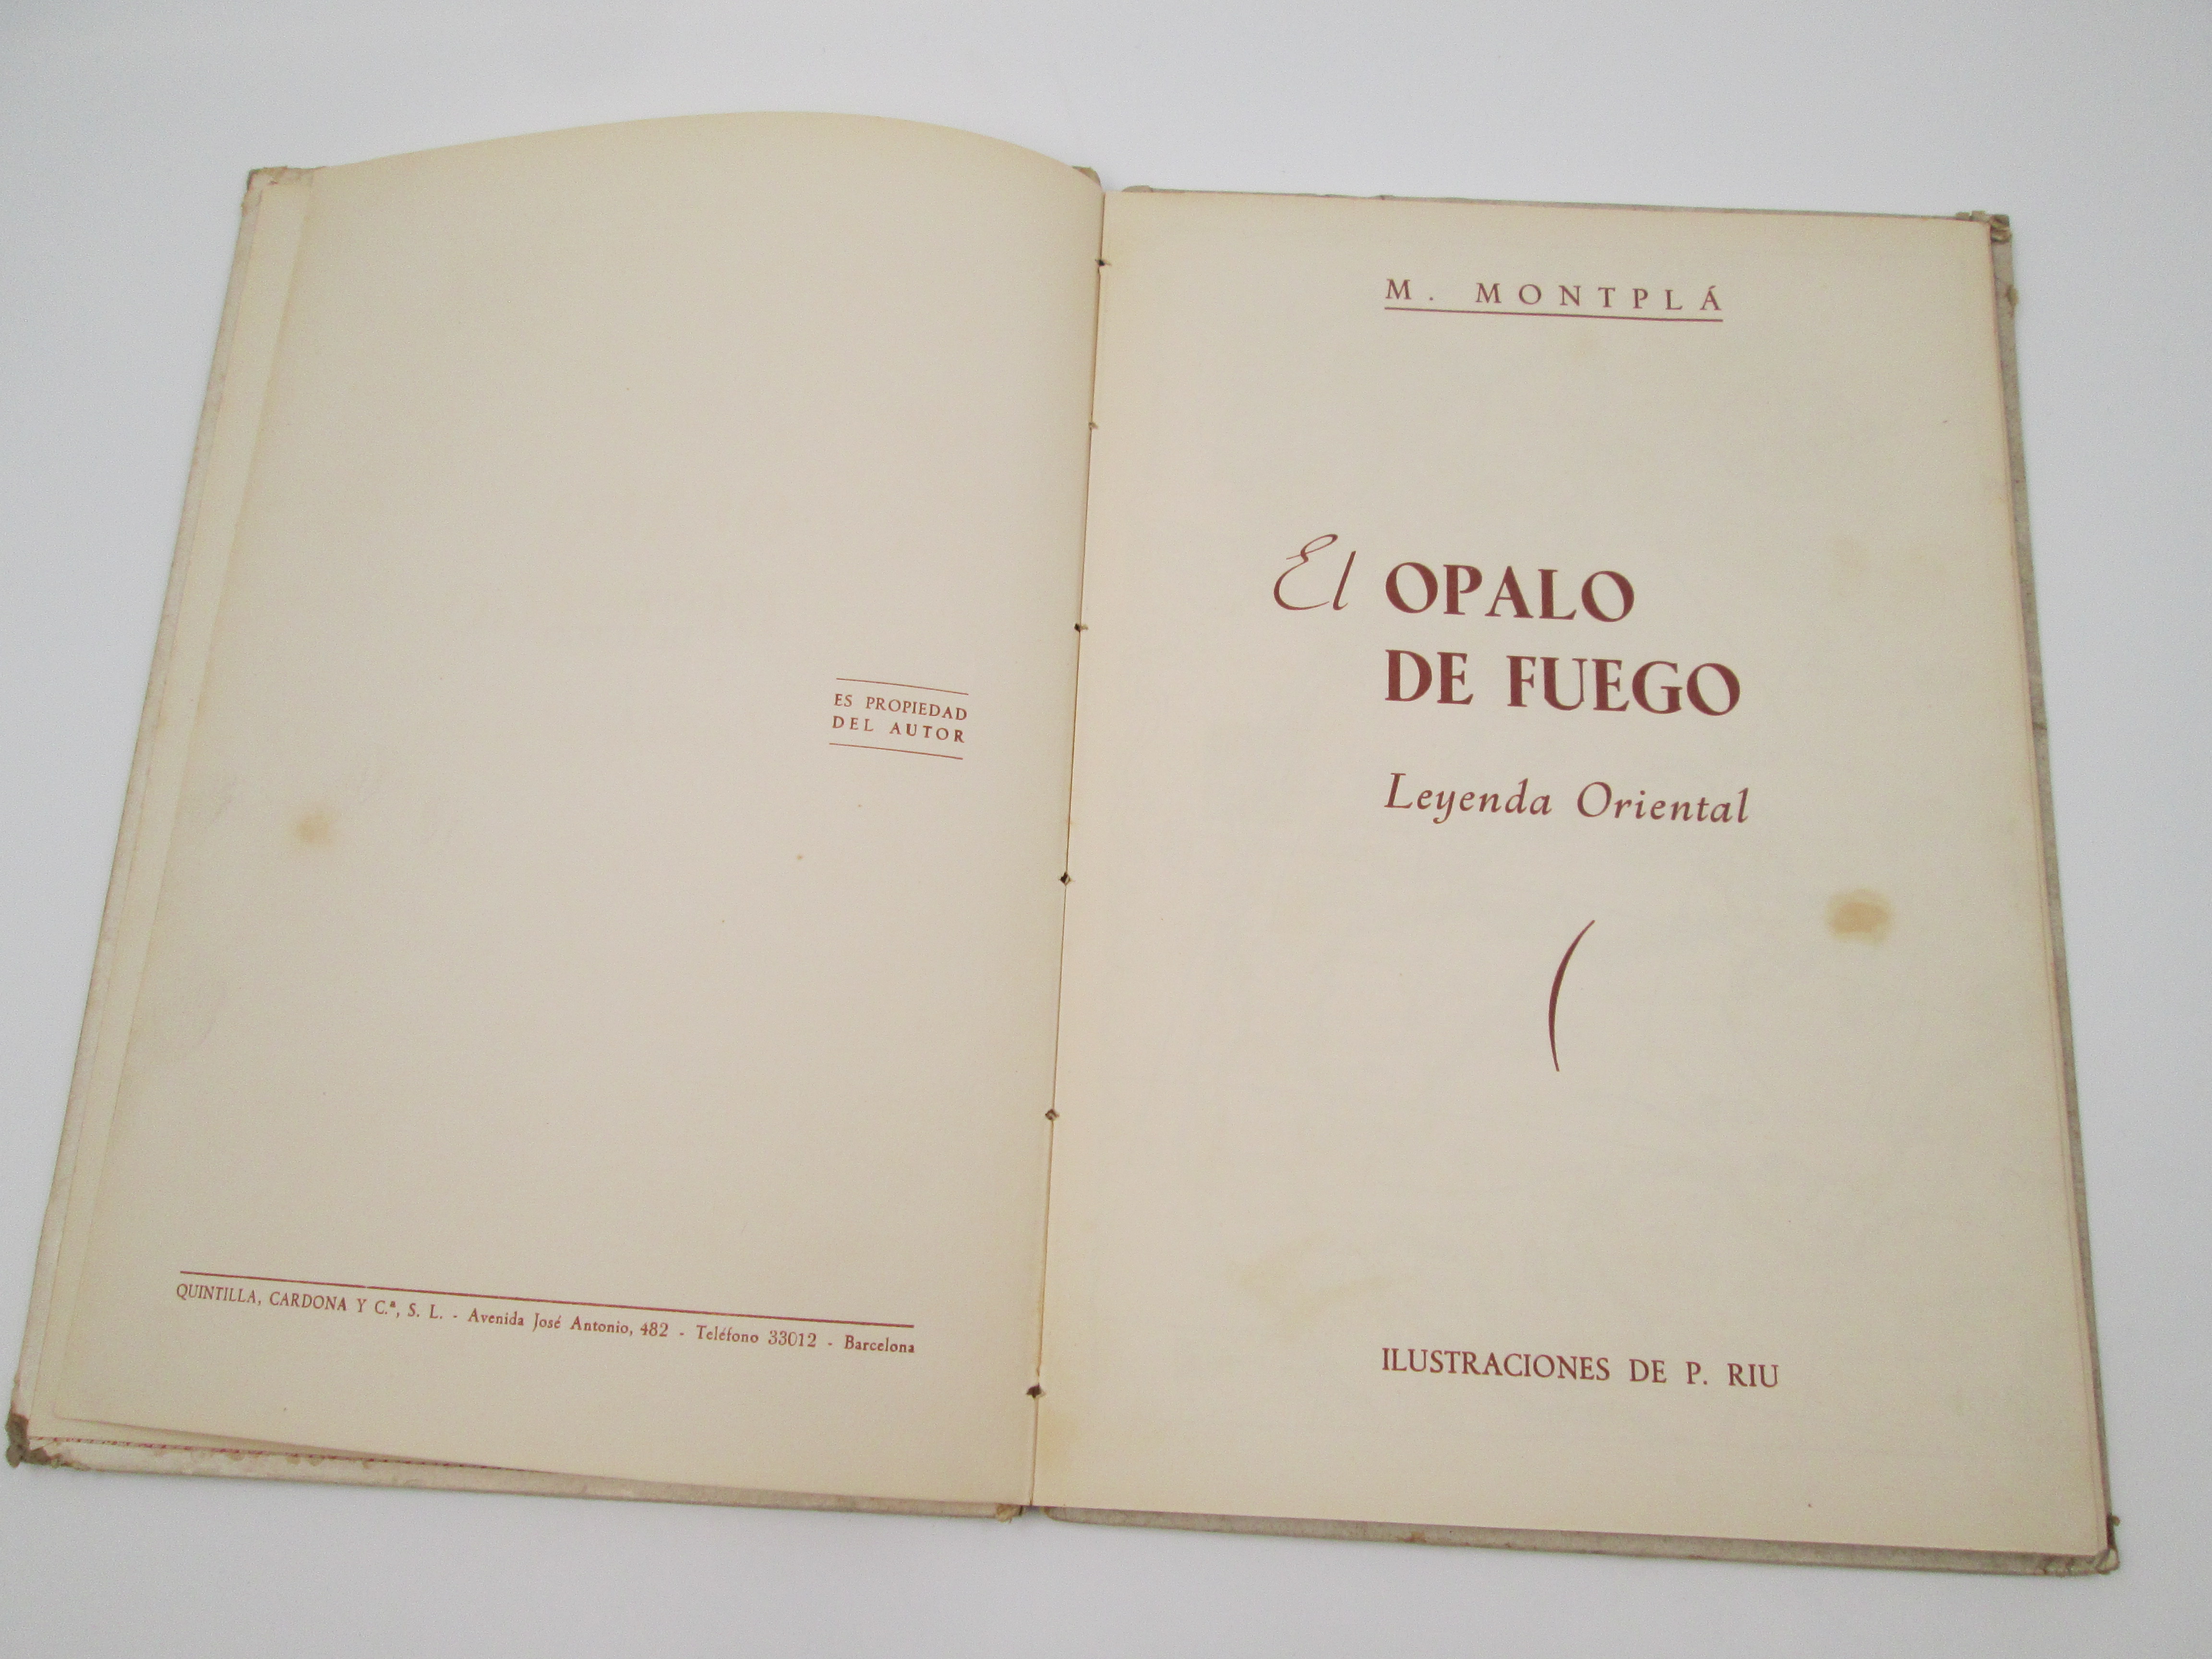 ES PROPIEDAD
DEL AUTOR
QUINTILLA, CARDONA Y C.ª, S. L. - Avenida José Antonio, 482 - Teléfono 33012 - Barcelona
M. MONTPLÁ
El OPALO
DE FUEGO
Leyenda Oriental
ILUSTRACIONES DE P. RIU